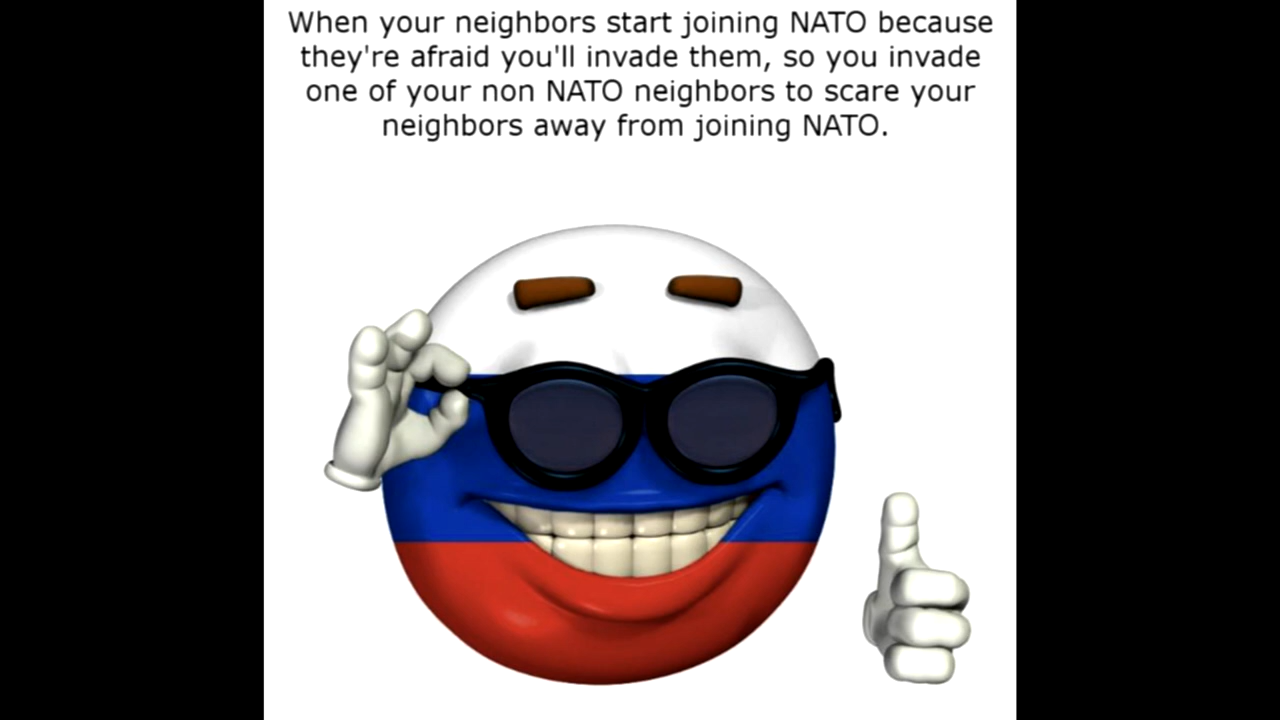 When your neighbors start joining NATO because
they're afraid you'll invade them, so you invade
one of your non NATO neighbors to scare your
neighbors away from joining NATO.